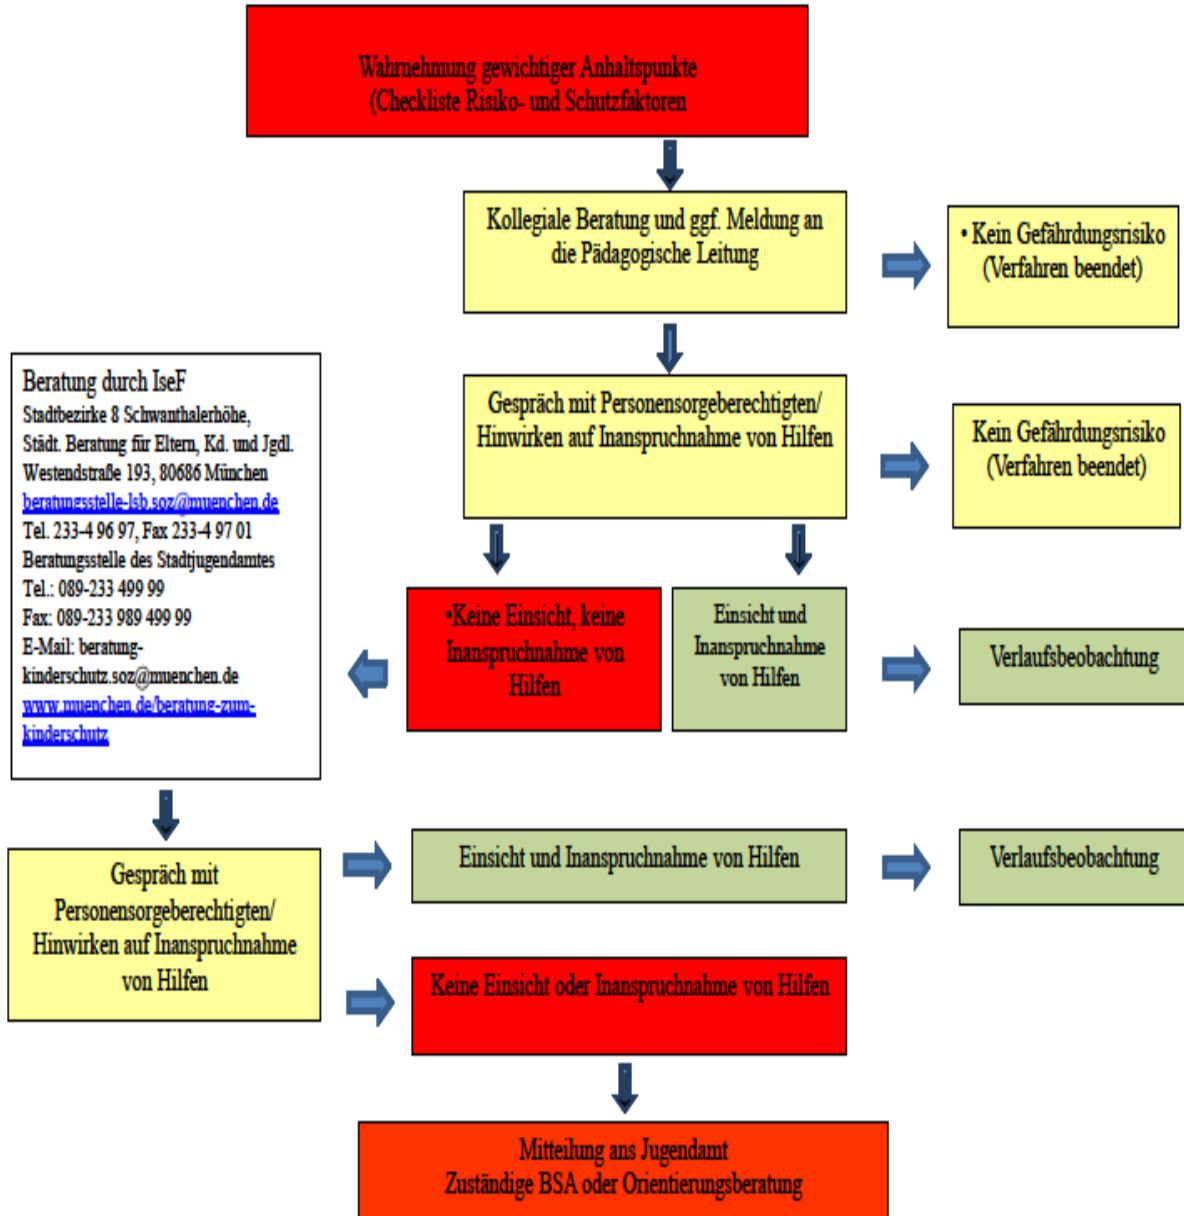 Wahrnehmung gewichtiger Anhaltspunkte
(Checkliste Risiko- und Schutzfaktoren
Kollegiale Beratung und ggf. Meldung an
die Pädagogische Leitung
• Kein Gefährdungsrisiko
(Verfahren beendet)
Gespräch mit Personensorgeberechtigten/
Hinwirken auf Inanspruchnahme von Hilfen
Kein Gefährdungsrisiko
(Verfahren beendet)
Beratung durch IseF
Stadtbezirke 8 Schwanthalerhöhe,
Städt. Beratung für Eltern, Kd. und Jgdl.
Westendstraße 193, 80686 München
beratungsstelle-lsb.soz@muenchen.de
Tel. 233-4 96 97, Fax 233-4 97 01
Beratungsstelle des Stadtjugendamtes
Tel.: 089-233 499 99
Fax: 089-233 989 499 99
E-Mail: beratung-
kinderschutz.soz@muenchen.de
www.muenchen.de/beratung-zum-
kinderschutz
•Keine Einsicht, keine
Inanspruchnahme von
Hilfen
Einsicht und
Inanspruchnahme
von Hilfen
Verlaufsbeobachtung
Gespräch mit
Personensorgeberechtigten/
Hinwirken auf Inanspruchnahme
von Hilfen
Einsicht und Inanspruchnahme von Hilfen
Verlaufsbeobachtung
Keine Einsicht oder Inanspruchnahme von Hilfen
Mitteilung ans Jugendamt
Zuständige BSA oder Orientierungsberatung